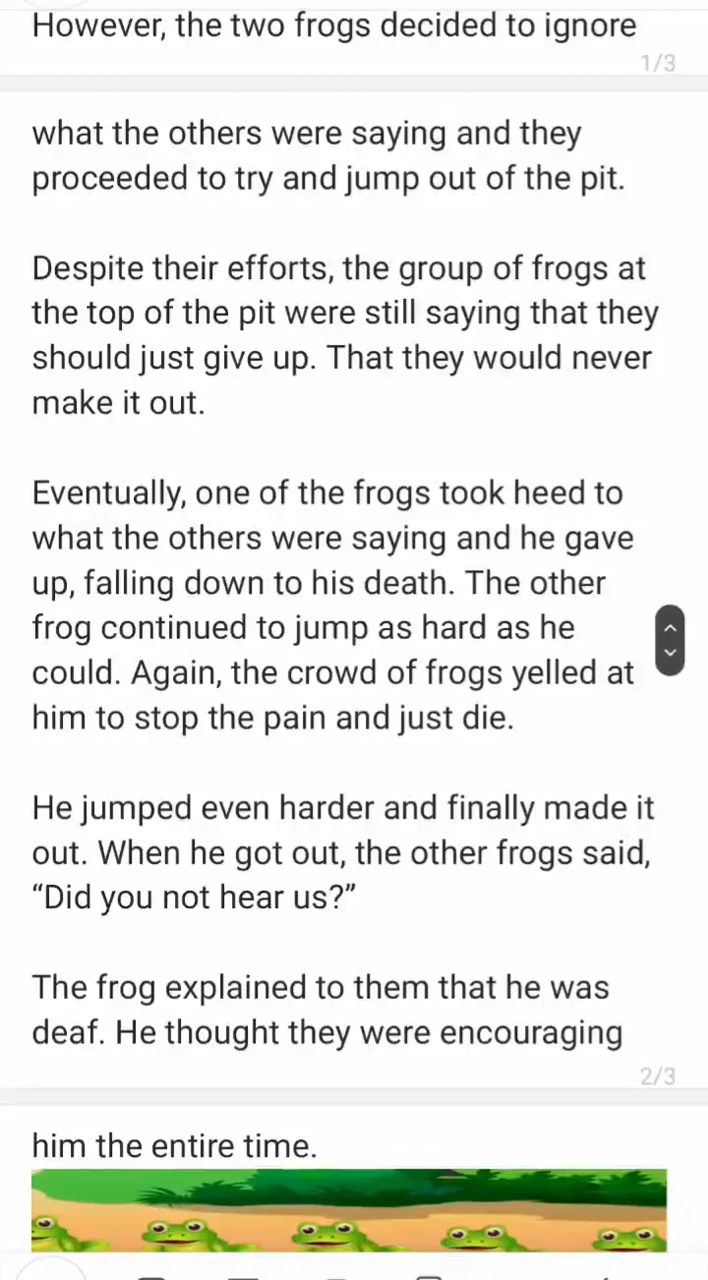 However, the two frogs decided to ignore
1/3
what the others were saying and they
proceeded to try and jump out of the pit.
Despite their efforts, the group of frogs at
the top of the pit were still saying that they
should just give up. That they would never
make it out.
Eventually, one of the frogs took heed to
what the others were saying and he gave
up, falling down to his death. The other
frog continued to jump as hard as he
could. Again, the crowd of frogs yelled at
him to stop the pain and just die.
He jumped even harder and finally made it
out. When he got out, the other frogs said,
“Did you not hear us?”
The frog explained to them that he was
deaf. He thought they were encouraging
2/3
him the entire time.